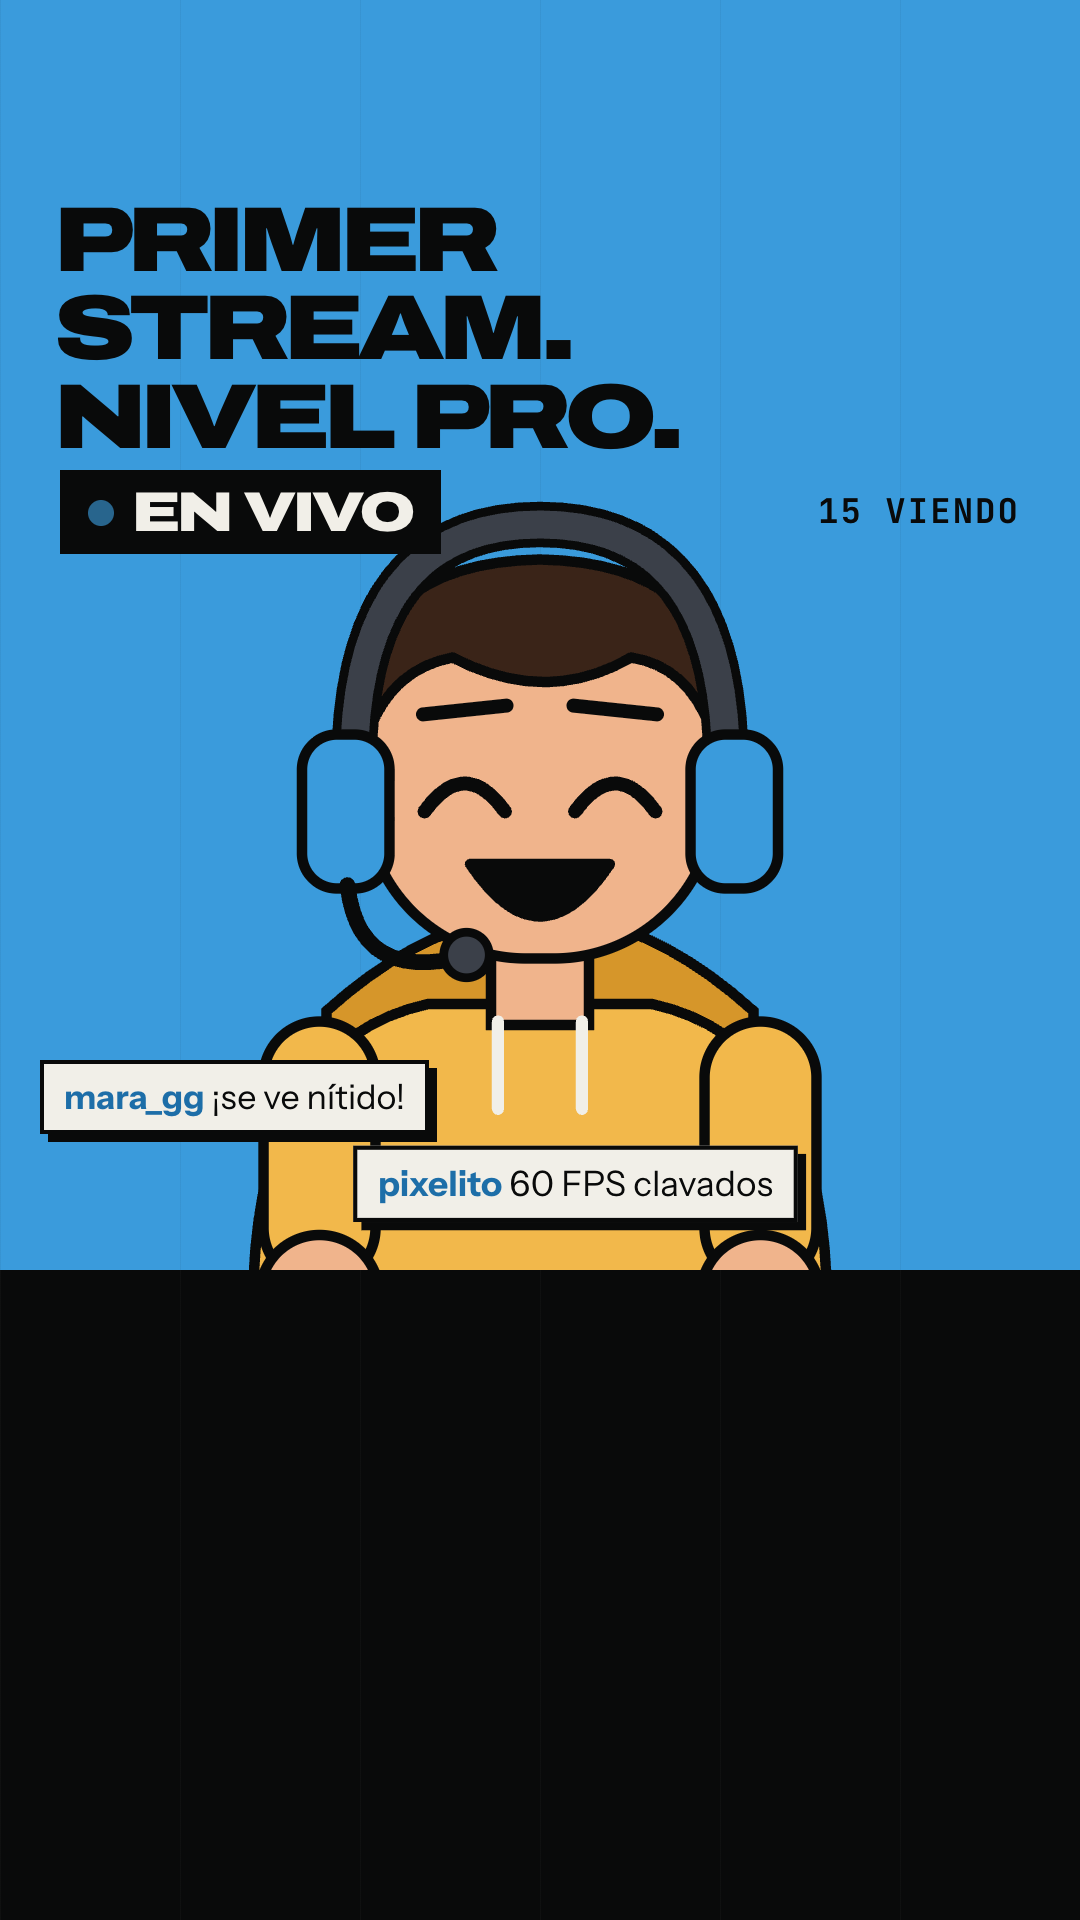 PRIMER
STREAM.
NIVEL PRO.
EN VIVO
15 VIENDO
mara_gg ¡se ve nítido!
pixelito 60 FPS clavados